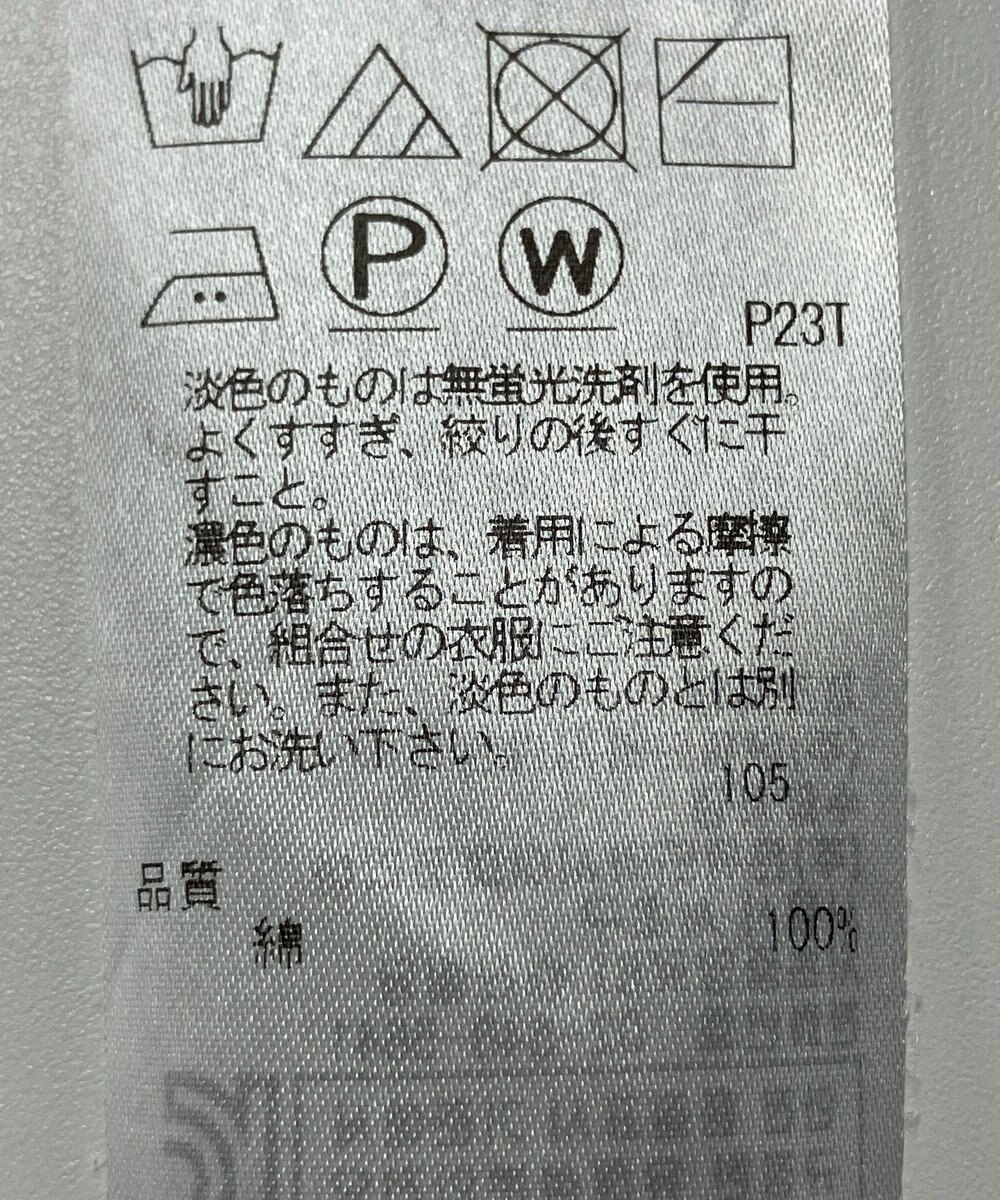 P W
P23T
淡色のものは無蛍光洗剤を使用。
よくすすぎ、絞りの後すぐに干
すこと。
濃色のものは、着用による摩擦
で色落ちすることがありますの
で、組合せの衣服にご注意くだ
さい。また、淡色のものとは別
にお洗い下さい。
105
品質
綿 100%